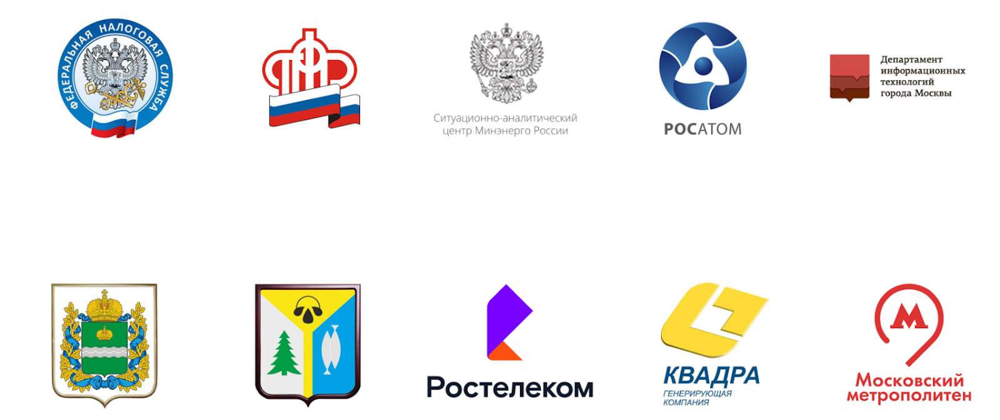 ФЕДЕРАЛЬНАЯ НАЛОГОВАЯ СЛУЖБА
ПФР
Ситуационно-аналитический
центр Минэнерго России
РОСАТОМ
Департамент
информационных
технологий
города Москвы
Ростелеком
КВАДРА
ГЕНЕРИРУЮЩАЯ
КОМПАНИЯ
М
Московский
метрополитен